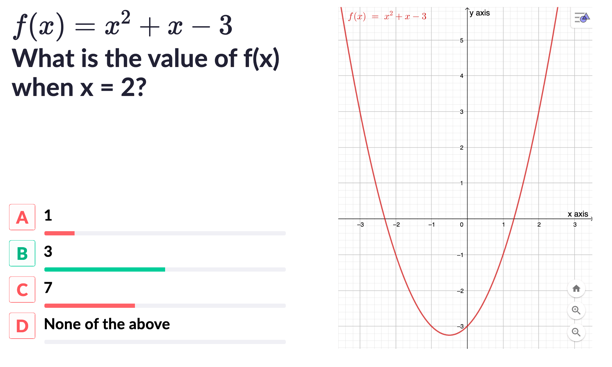 f(x) = x² + x − 3
What is the value of f(x)
when x = 2?
A 1
B 3
C 7
D None of the above
f(x) = x² + x − 3
y axis
5
4
3
2
1
x axis
−3 −2 −1 0 1 2 3
−1
−2
−3